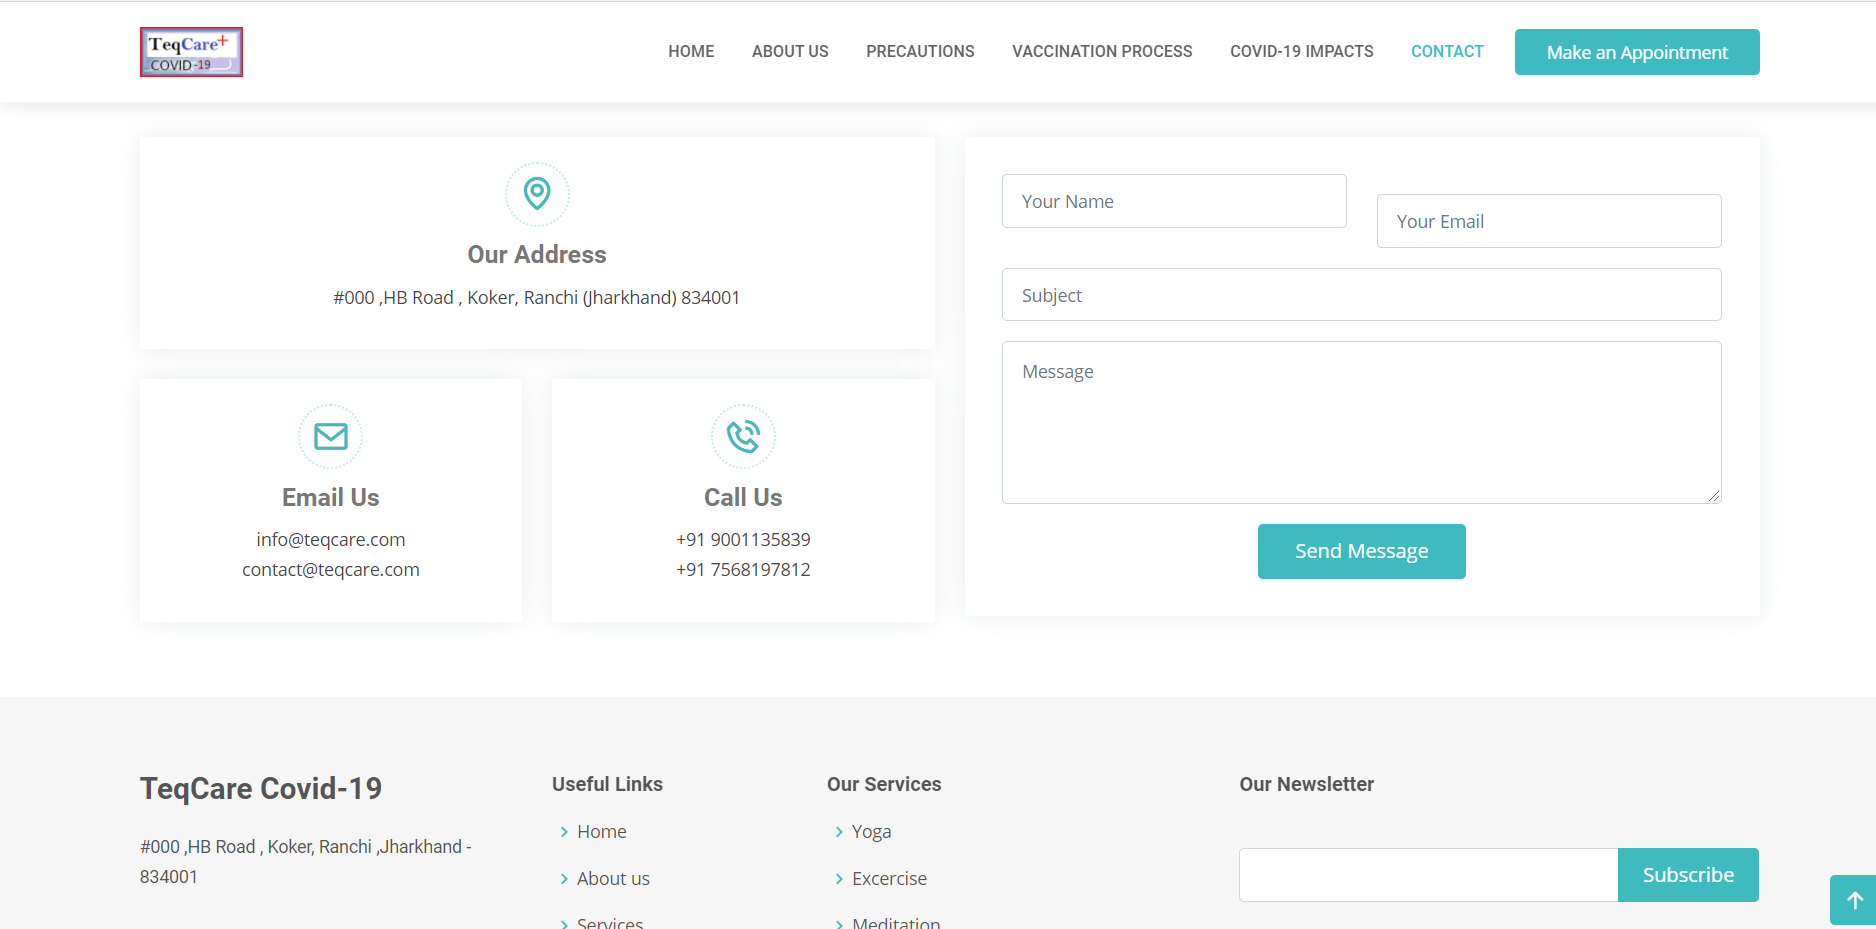 TeqCare+
COVID-19
HOME
ABOUT US
PRECAUTIONS
VACCINATION PROCESS
COVID-19 IMPACTS
CONTACT
Make an Appointment
Our Address
#000 ,HB Road , Koker, Ranchi (Jharkhand) 834001
Email Us
info@teqcare.com
contact@teqcare.com
Call Us
+91 9001135839
+91 7568197812
Your Name
Your Email
Subject
Message
Send Message
TeqCare Covid-19
#000 ,HB Road , Koker, Ranchi ,Jharkhand -
834001
Useful Links
Home
About us
Services
Our Services
Yoga
Excercise
Meditation
Our Newsletter
Subscribe